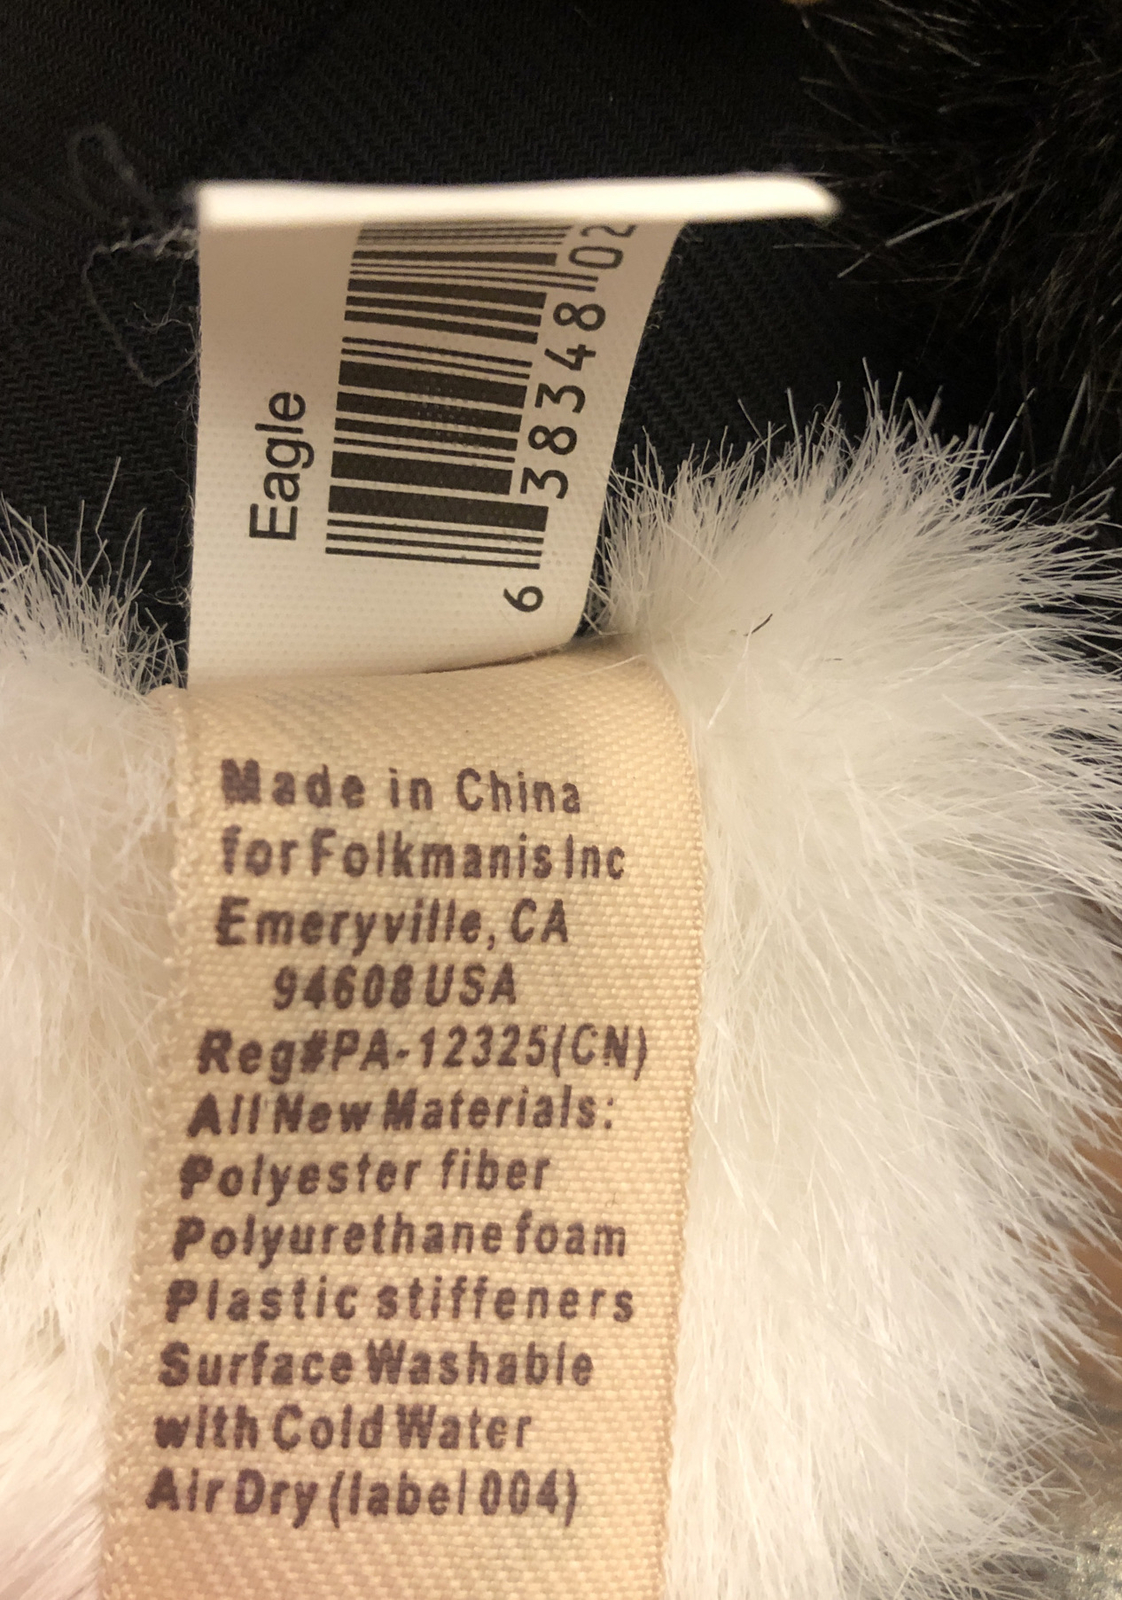 Eagle
6 38348 02
Made in China
for Folkmanis Inc
Emeryville, CA
94608 USA
Reg#PA-12325(CN)
All New Materials:
Polyester fiber
Polyurethane foam
Plastic stiffeners
Surface Washable
with Cold Water
Air Dry (label 004)